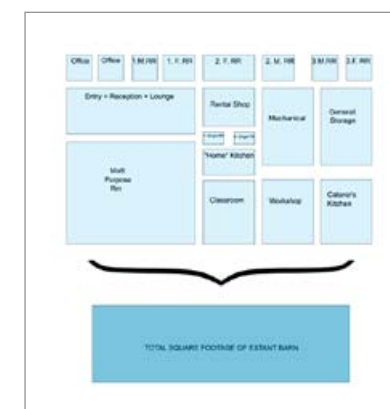 Office
Office
1.M.RR
1. F. RR
2. F. RR
2. M. RR
3.M.RR
3.F. RR
Entry + Reception + Lounge
Rental Shop
Mechanical
General
Storage
"Home" Kitchen
Multi
Purpose
Rm
Classroom
Workshop
Caterer's
Kitchen
TOTAL SQUARE FOOTAGE OF EXTANT BARN